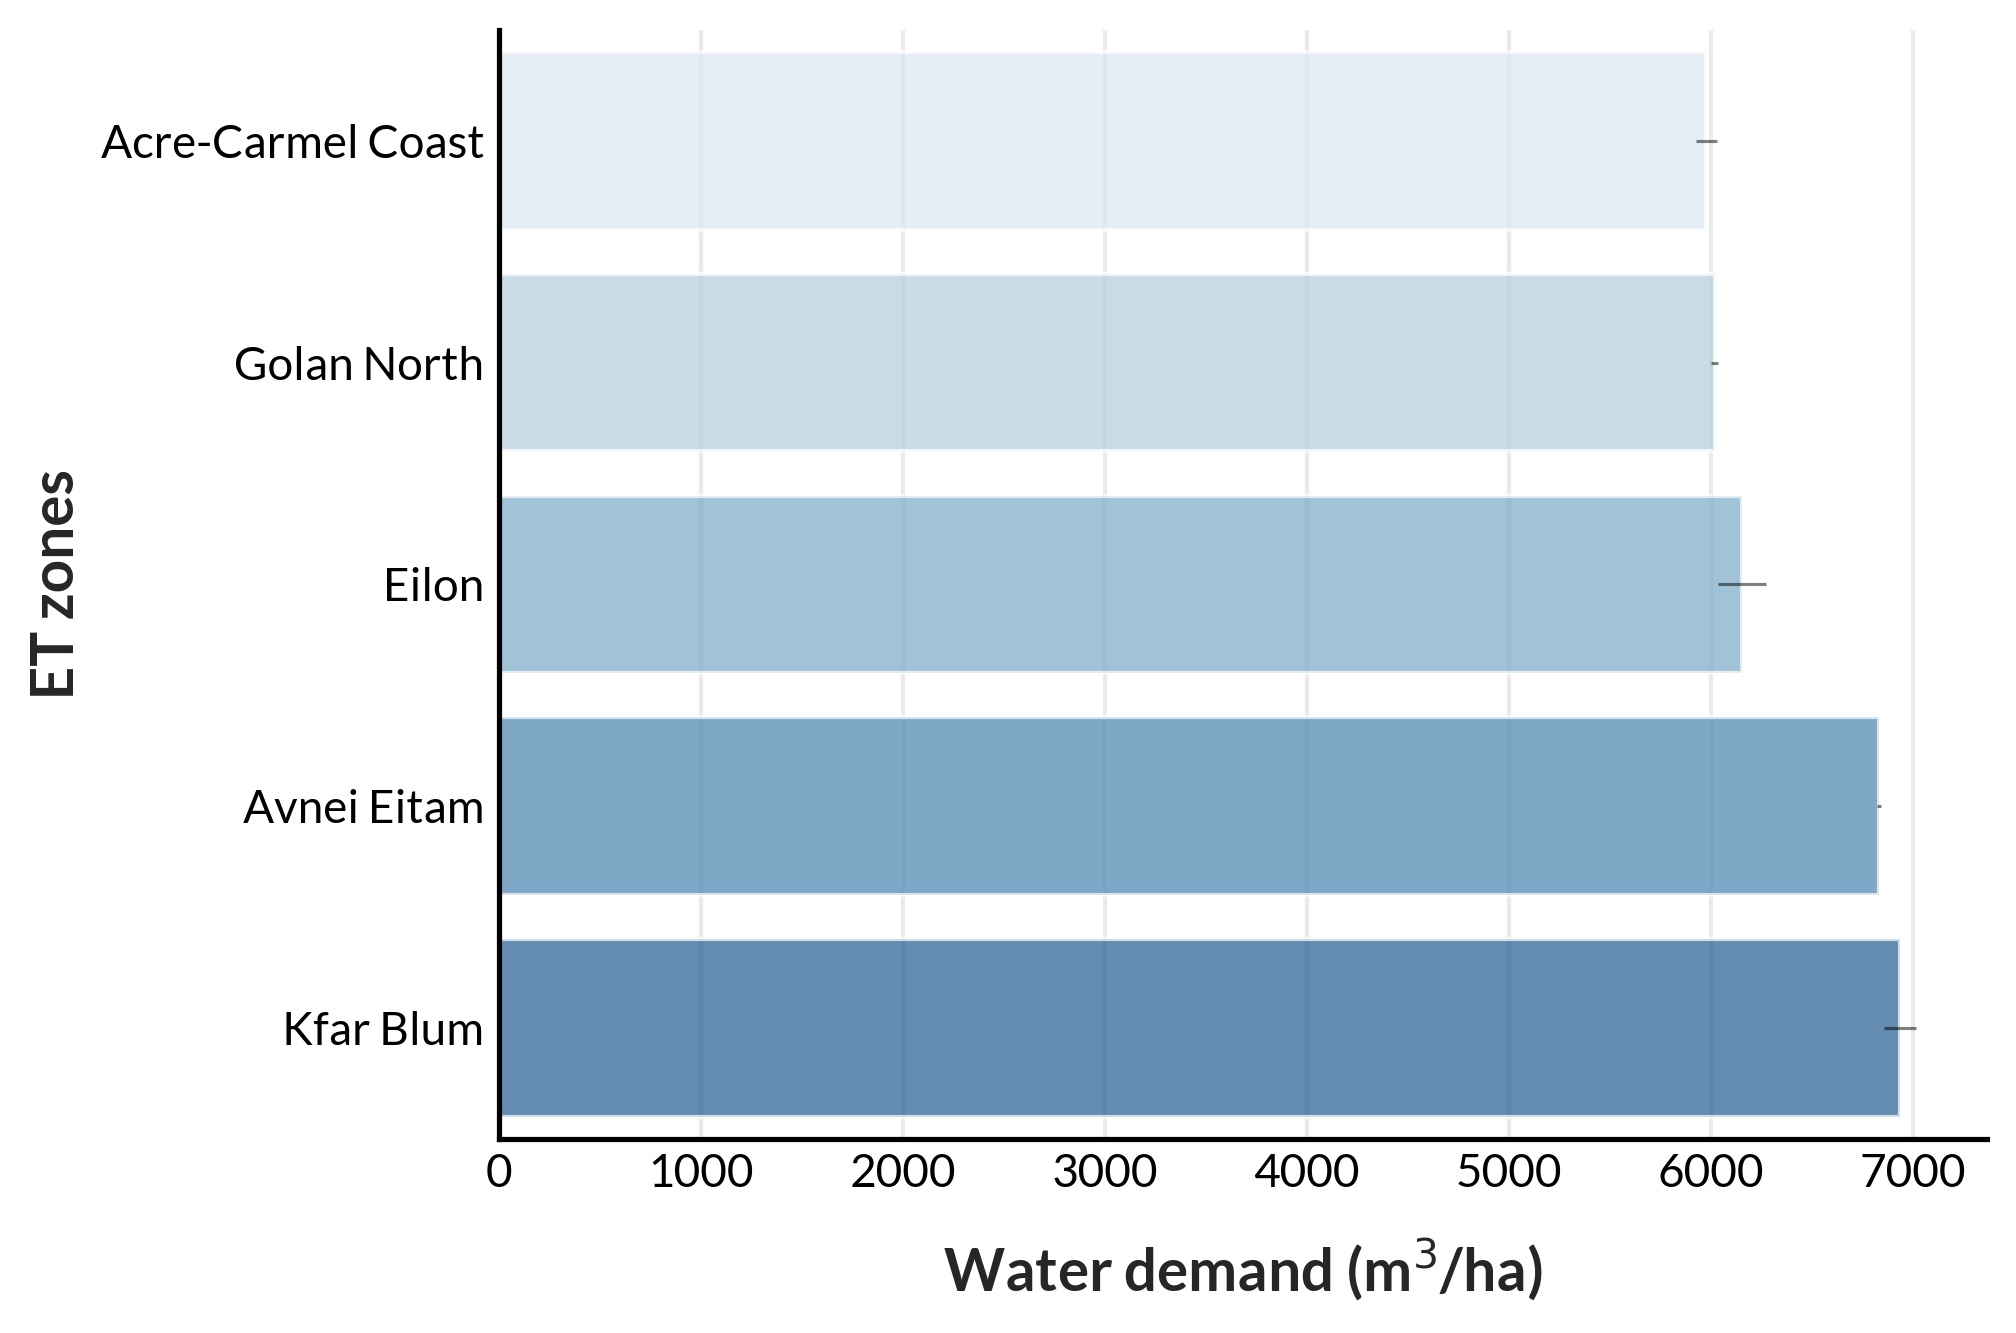 Acre-Carmel Coast
Golan North
Eilon
Avnei Eitam
Kfar Blum
ET zones
0 1000 2000 3000 4000 5000 6000 7000
Water demand (m³/ha)